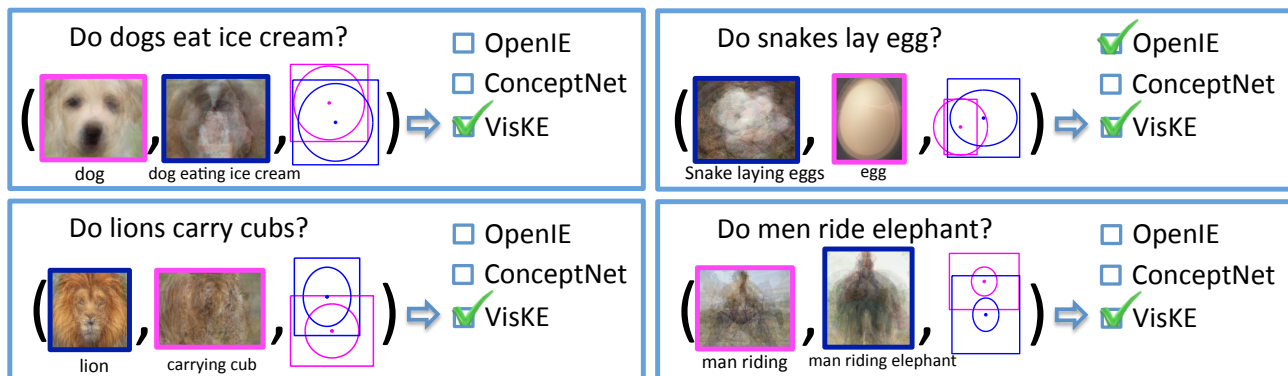 Do dogs eat ice cream?
OpenIE
ConceptNet
VisKE
( , , )
dog
dog eating ice cream
Do snakes lay egg?
OpenIE
ConceptNet
VisKE
( , , )
Snake laying eggs
egg
Do lions carry cubs?
OpenIE
ConceptNet
VisKE
( , , )
lion
carrying cub
Do men ride elephant?
OpenIE
ConceptNet
VisKE
( , , )
man riding
man riding elephant